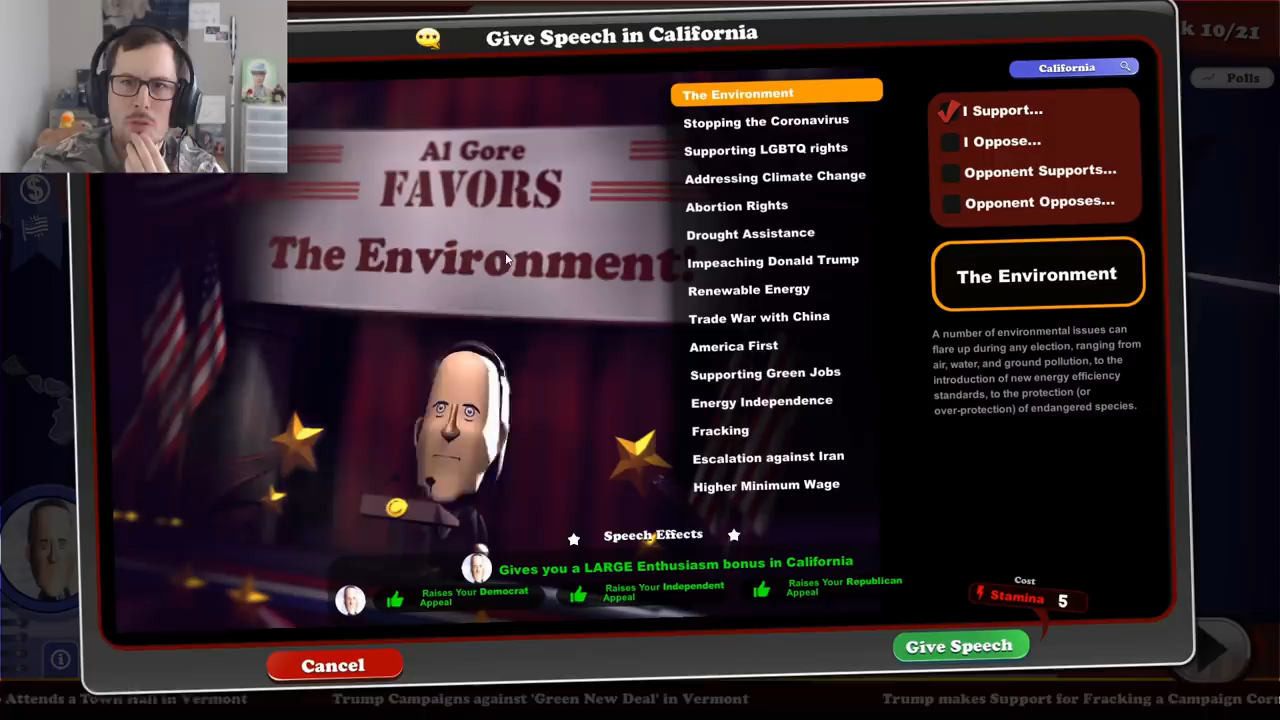 Give Speech in California
k 10/21
Polls
California
The Environment
Stopping the Coronavirus
Supporting LGBTQ rights
Addressing Climate Change
Abortion Rights
Drought Assistance
Impeaching Donald Trump
Renewable Energy
Trade War with China
America First
Supporting Green Jobs
Energy Independence
Fracking
Escalation against Iran
Higher Minimum Wage
I Support...
I Oppose...
Opponent Supports...
Opponent Opposes...
The Environment
A number of environmental issues can
flare up during any election, ranging from
air, water, and ground pollution, to the
introduction of new energy efficiency
standards, to the protection (or
over-protection) of endangered species.
Al Gore
FAVORS
The Environment!
Speech Effects
Gives you a LARGE Enthusiasm bonus in California
Raises Your Democrat
Appeal
Raises Your Independent
Appeal
Raises Your Republican
Appeal
Cost
Stamina 5
Cancel
Give Speech
Attends a Town Hall in Vermont
Trump Campaigns against 'Green New Deal' in Vermont
Trump makes Support for Fracking a Campaign Cor